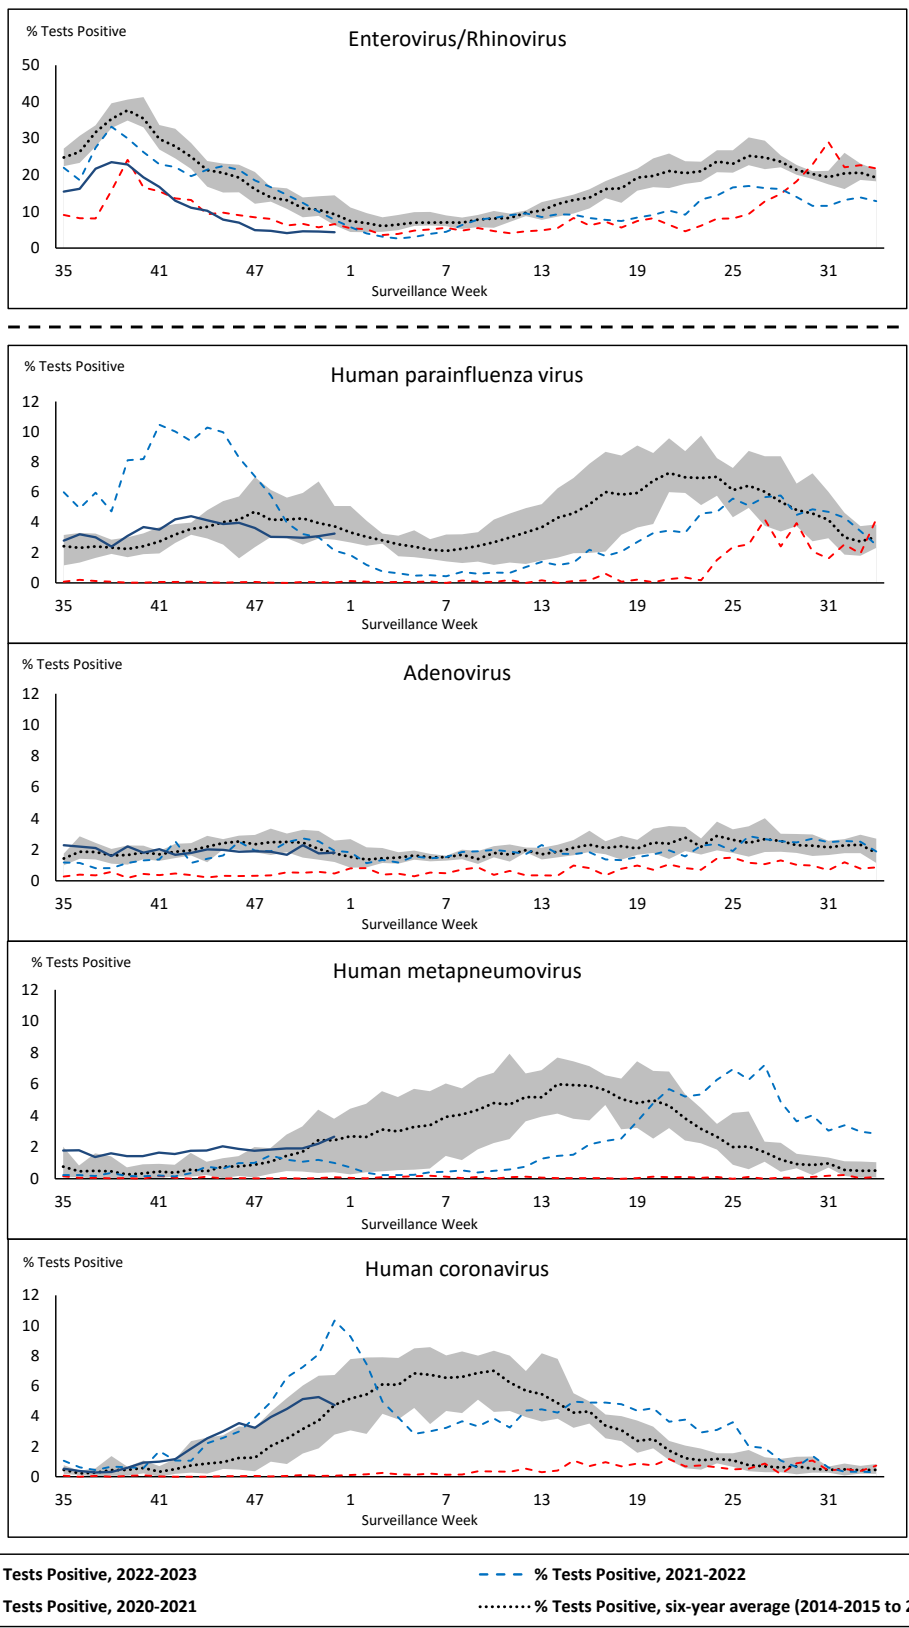 % Tests Positive
Enterovirus/Rhinovirus
50
40
30
20
10
0
35 41 47 1 7 13 19 25 31
Surveillance Week
% Tests Positive
Human parainfluenza virus
12
10
8
6
4
2
0
35 41 47 1 7 13 19 25 31
Surveillance Week
% Tests Positive
Adenovirus
12
10
8
6
4
2
0
35 41 47 1 7 13 19 25 31
Surveillance Week
% Tests Positive
Human metapneumovirus
12
10
8
6
4
2
0
35 41 47 1 7 13 19 25 31
Surveillance Week
% Tests Positive
Human coronavirus
12
10
8
6
4
2
0
35 41 47 1 7 13 19 25 31
Surveillance Week
Tests Positive, 2022-2023 % Tests Positive, 2021-2022
Tests Positive, 2020-2021 % Tests Positive, six-year average (2014-2015 to